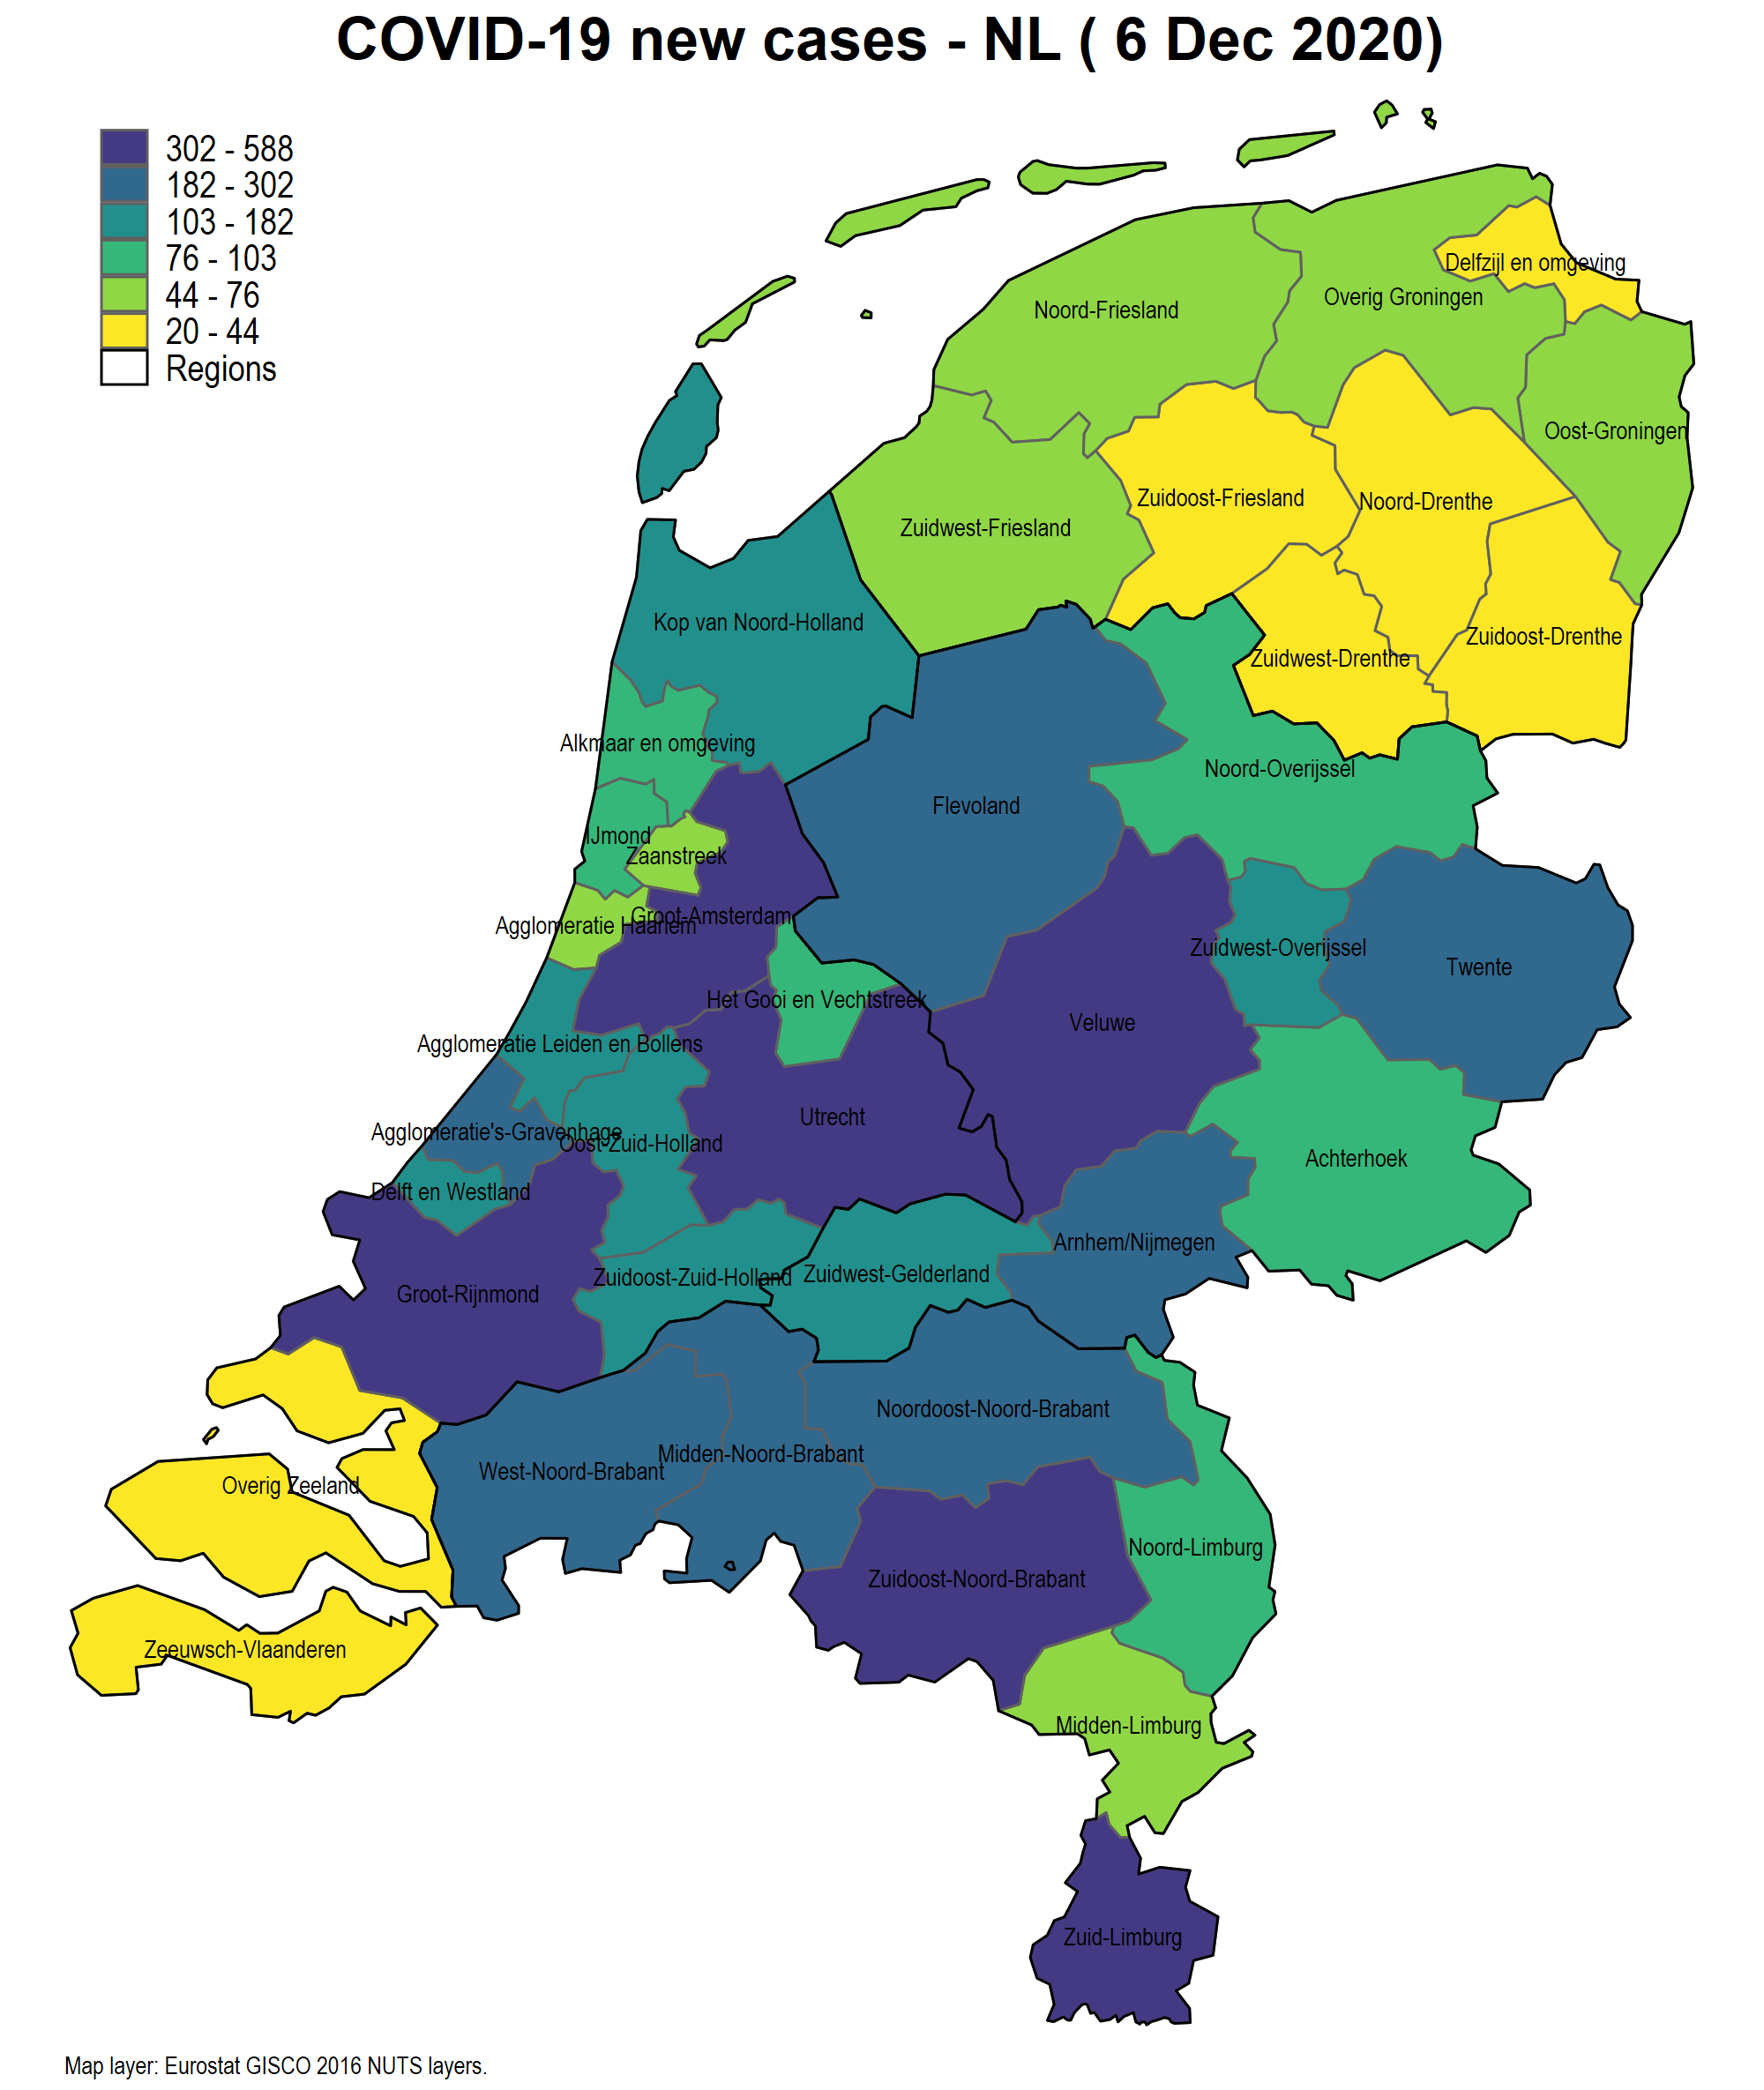 COVID-19 new cases - NL ( 6 Dec 2020)
302 - 588
182 - 302
103 - 182
76 - 103
44 - 76
20 - 44
Regions
Delfzijl en omgeving
Overig Groningen
Noord-Friesland
Oost-Groningen
Zuidoost-Friesland
Noord-Drenthe
Zuidwest-Friesland
Kop van Noord-Holland
Zuidoost-Drenthe
Zuidwest-Drenthe
Alkmaar en omgeving
Noord-Overijssel
Flevoland
IJmond
Zaanstreek
Groot-Amsterdam
Agglomeratie Haarlem
Zuidwest-Overijssel
Twente
Het Gooi en Vechtstreek
Veluwe
Agglomeratie Leiden en Bollens
Utrecht
Agglomeratie's-Gravenhage
Oost-Zuid-Holland
Achterhoek
Delft en Westland
Arnhem/Nijmegen
Zuidwest-Gelderland
Zuidoost-Zuid-Holland
Groot-Rijnmond
Noordoost-Noord-Brabant
Midden-Noord-Brabant
West-Noord-Brabant
Overig Zeeland
Noord-Limburg
Zuidoost-Noord-Brabant
Zeeuwsch-Vlaanderen
Midden-Limburg
Zuid-Limburg
Map layer: Eurostat GISCO 2016 NUTS layers.